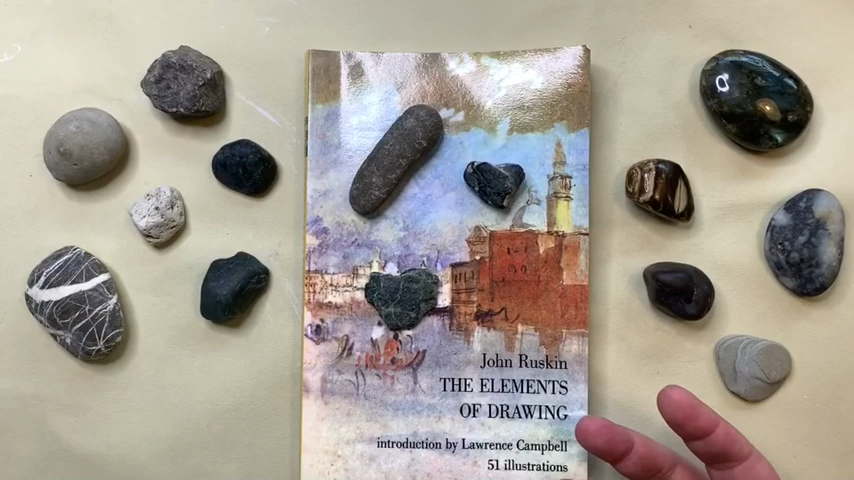 John Ruskin
THE ELEMENTS
OF DRAWING
introduction by Lawrence Campbell
51 illustrations